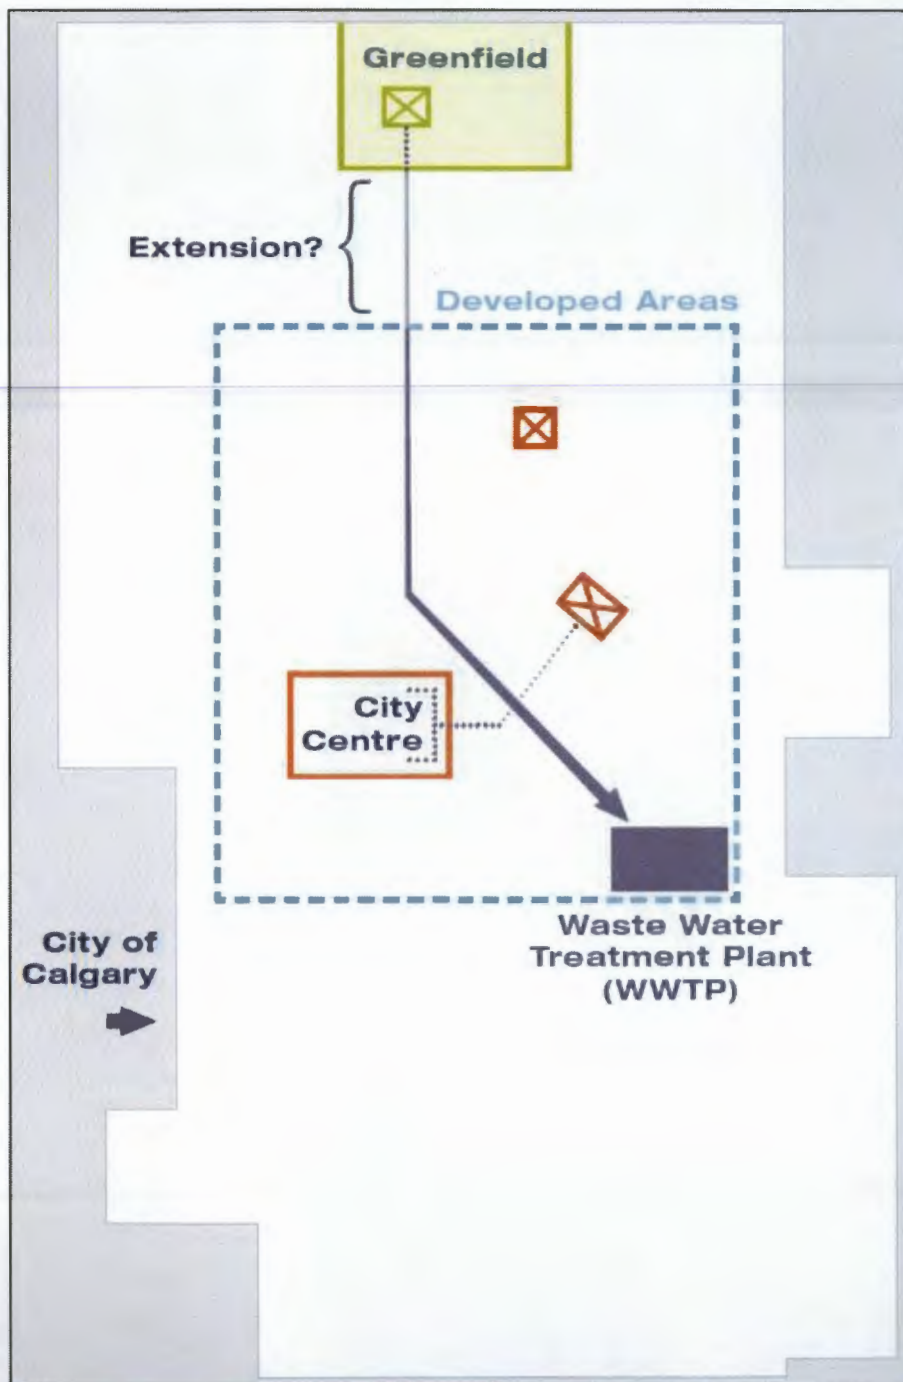 Greenfield
Extension?
Developed Areas
City
Centre
Waste Water
Treatment Plant
(WWTP)
City of
Calgary